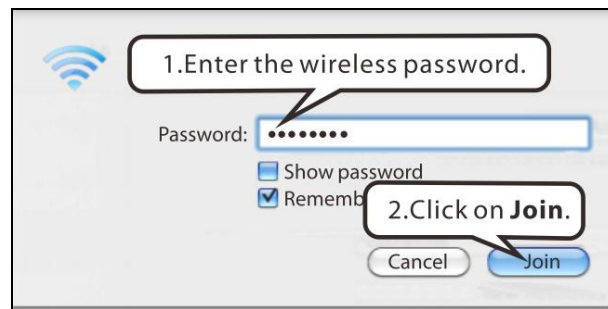 1.Enter the wireless password.
Password: ••••••••
Show password
Rememb
2.Click on Join.
Cancel Join